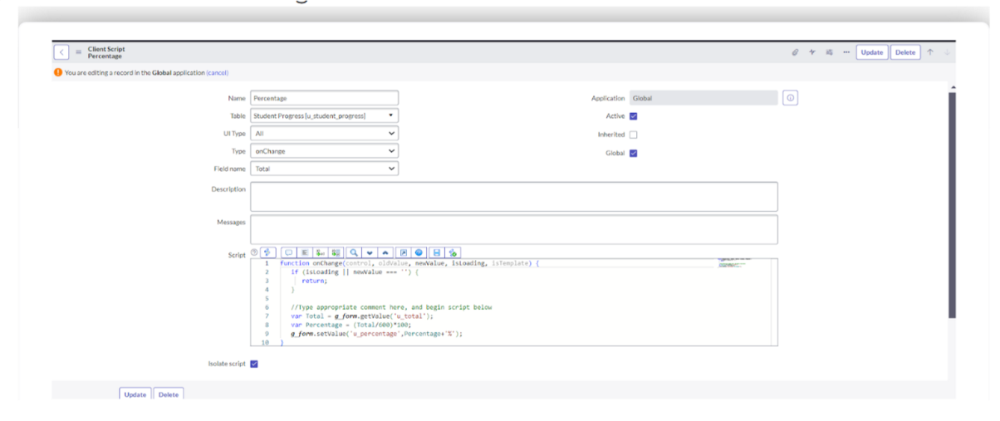 Client Script
Percentage
Update Delete
You are editing a record in the Global application (cancel)
Name Percentage
Application Global
Table Student Progress [u_student_progress]
Active
UI Type All
Inherited
Type onChange
Global
Field name Total
Description
Messages
Script
1 function onChange(control, oldValue, newValue, isLoading, isTemplate) {
2 if (isLoading || newValue === '') {
3 return;
4 }
5
6 //Type appropriate comment here, and begin script below
7 var Total = g_form.getValue('u_total');
8 var Percentage = (Total/600)*100;
9 g_form.setValue('u_percentage',Percentage+'%');
10 }
Isolate script
Update Delete